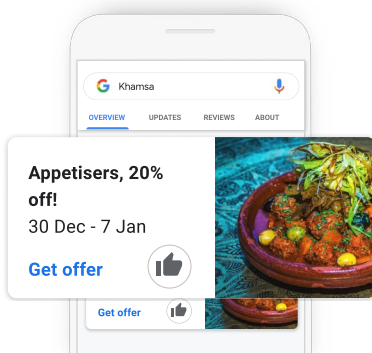 Khamsa
OVERVIEW UPDATES REVIEWS ABOUT
Appetisers, 20%
off!
30 Dec - 7 Jan
Get offer
Get offer